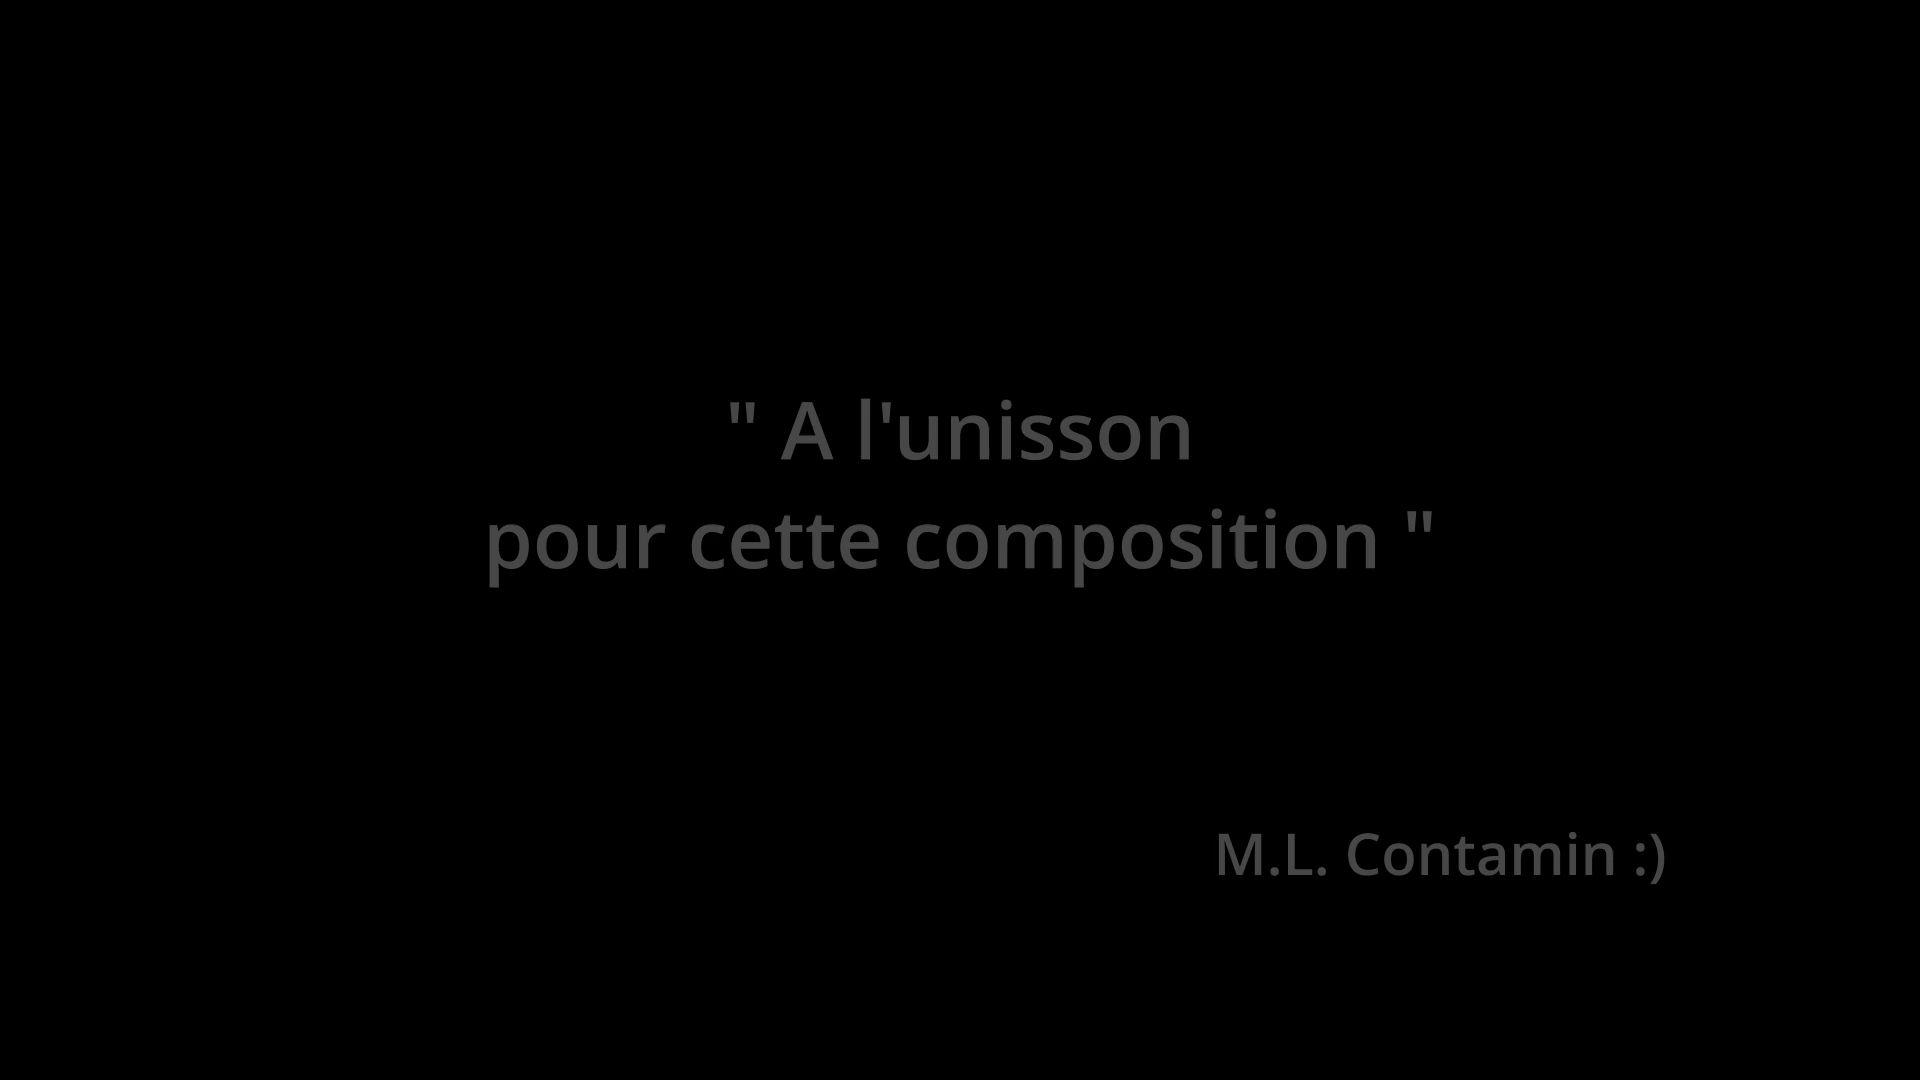 " A l'unisson
pour cette composition "
M.L. Contamin :)